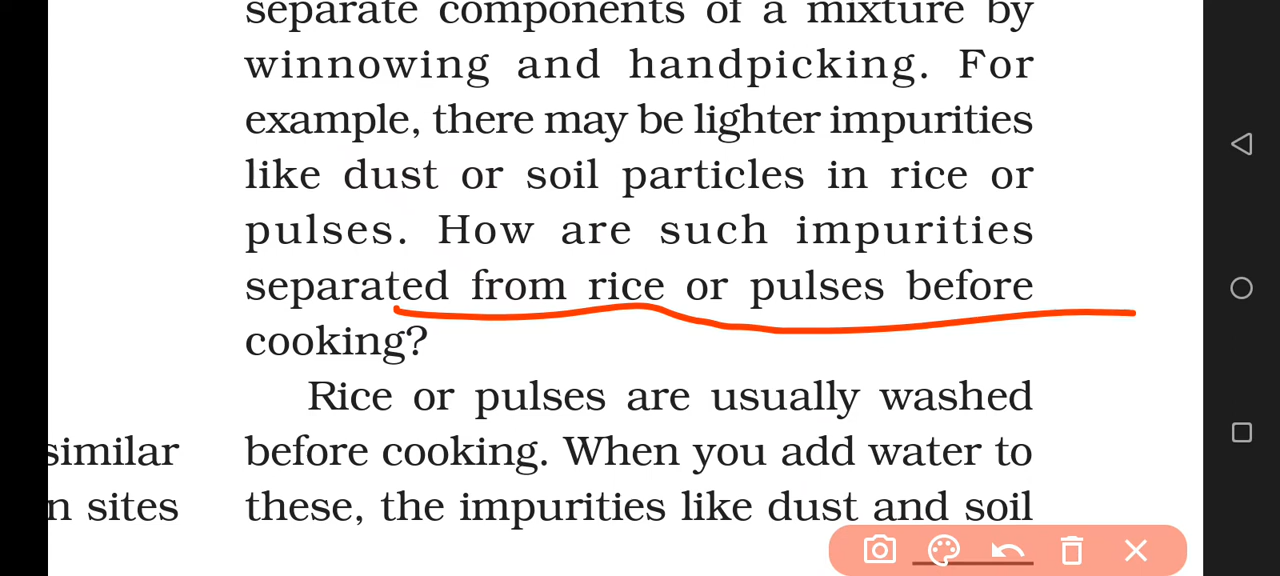 separate components of a mixture by
winnowing and handpicking. For
example, there may be lighter impurities
like dust or soil particles in rice or
pulses. How are such impurities
separated from rice or pulses before
cooking?
Rice or pulses are usually washed
before cooking. When you add water to
these, the impurities like dust and soil
similar
n sites